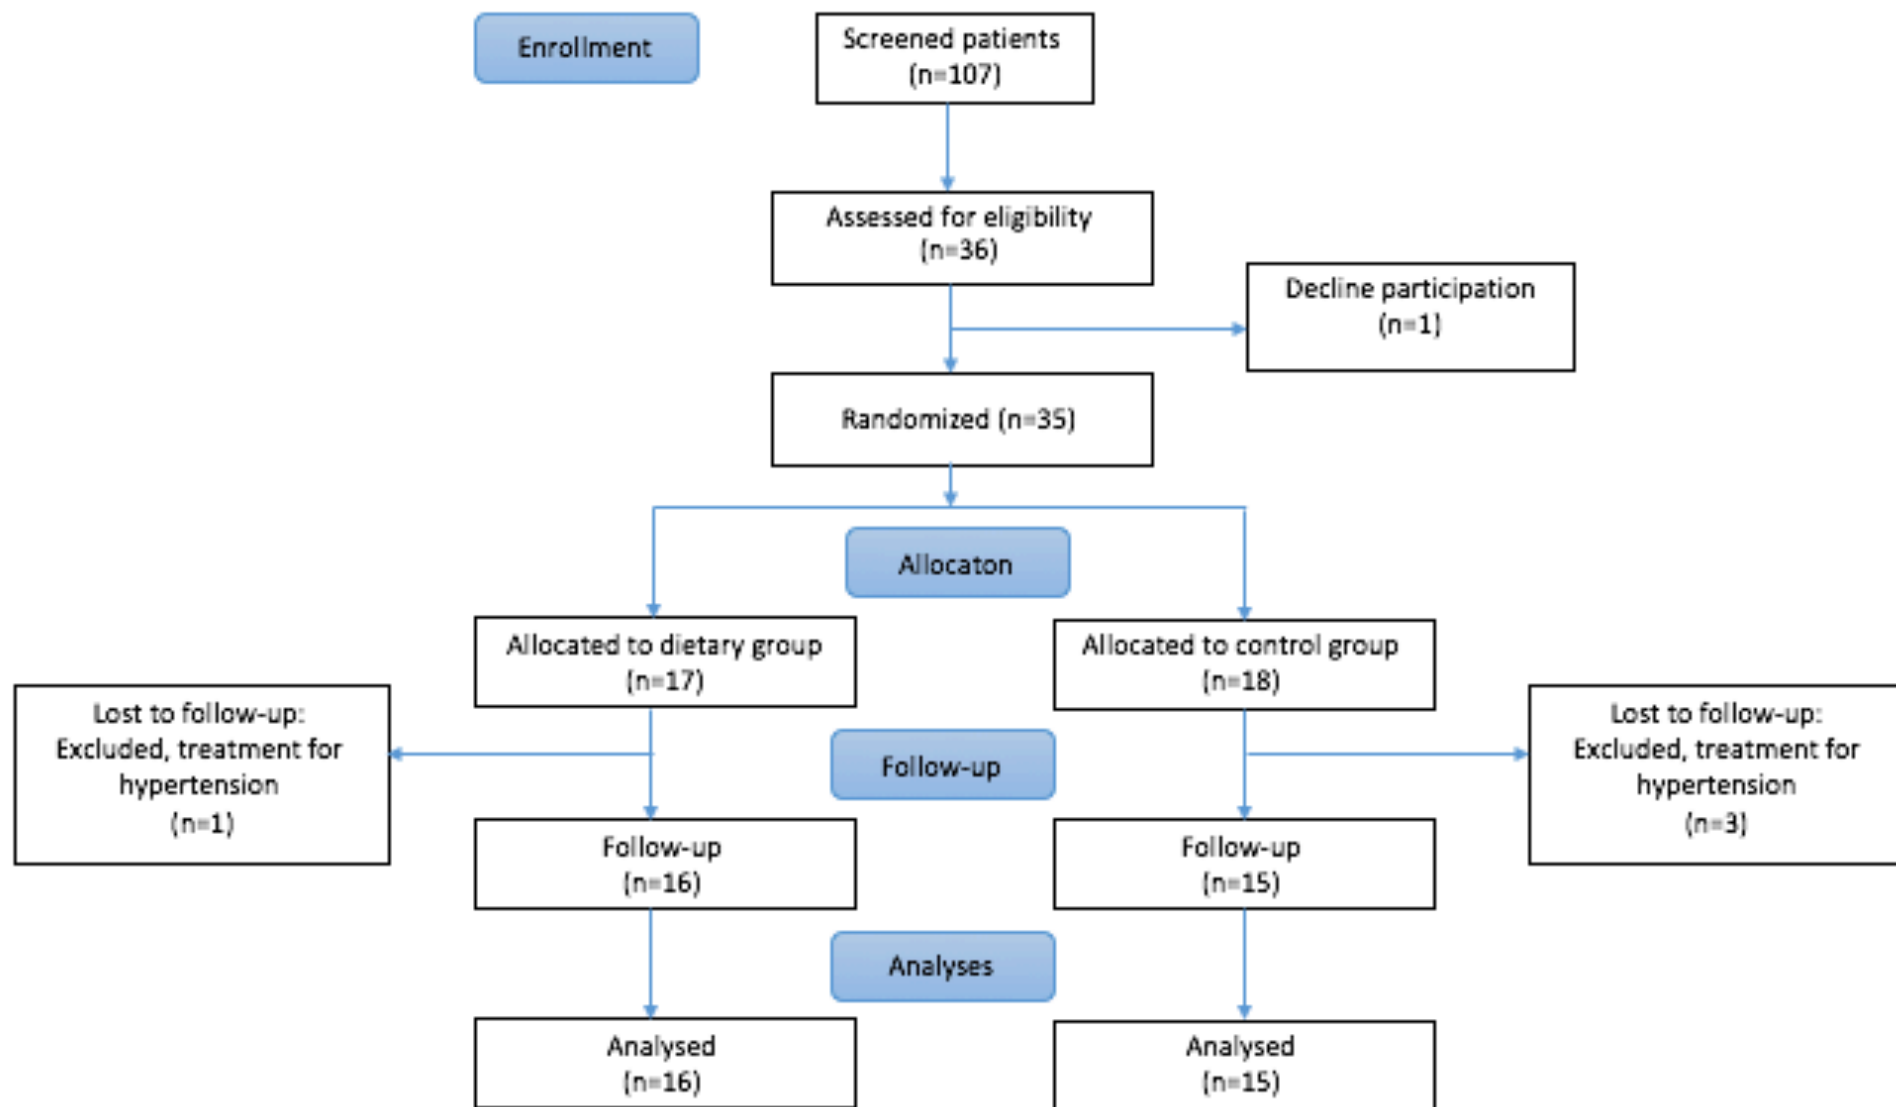 Enrollment
Screened patients
(n=107)
Assessed for eligibility
(n=36)
Decline participation
(n=1)
Randomized (n=35)
Allocaton
Allocated to dietary group
(n=17)
Allocated to control group
(n=18)
Lost to follow-up:
Excluded, treatment for
hypertension
(n=1)
Follow-up
Lost to follow-up:
Excluded, treatment for
hypertension
(n=3)
Follow-up
(n=16)
Follow-up
(n=15)
Analyses
Analysed
(n=16)
Analysed
(n=15)